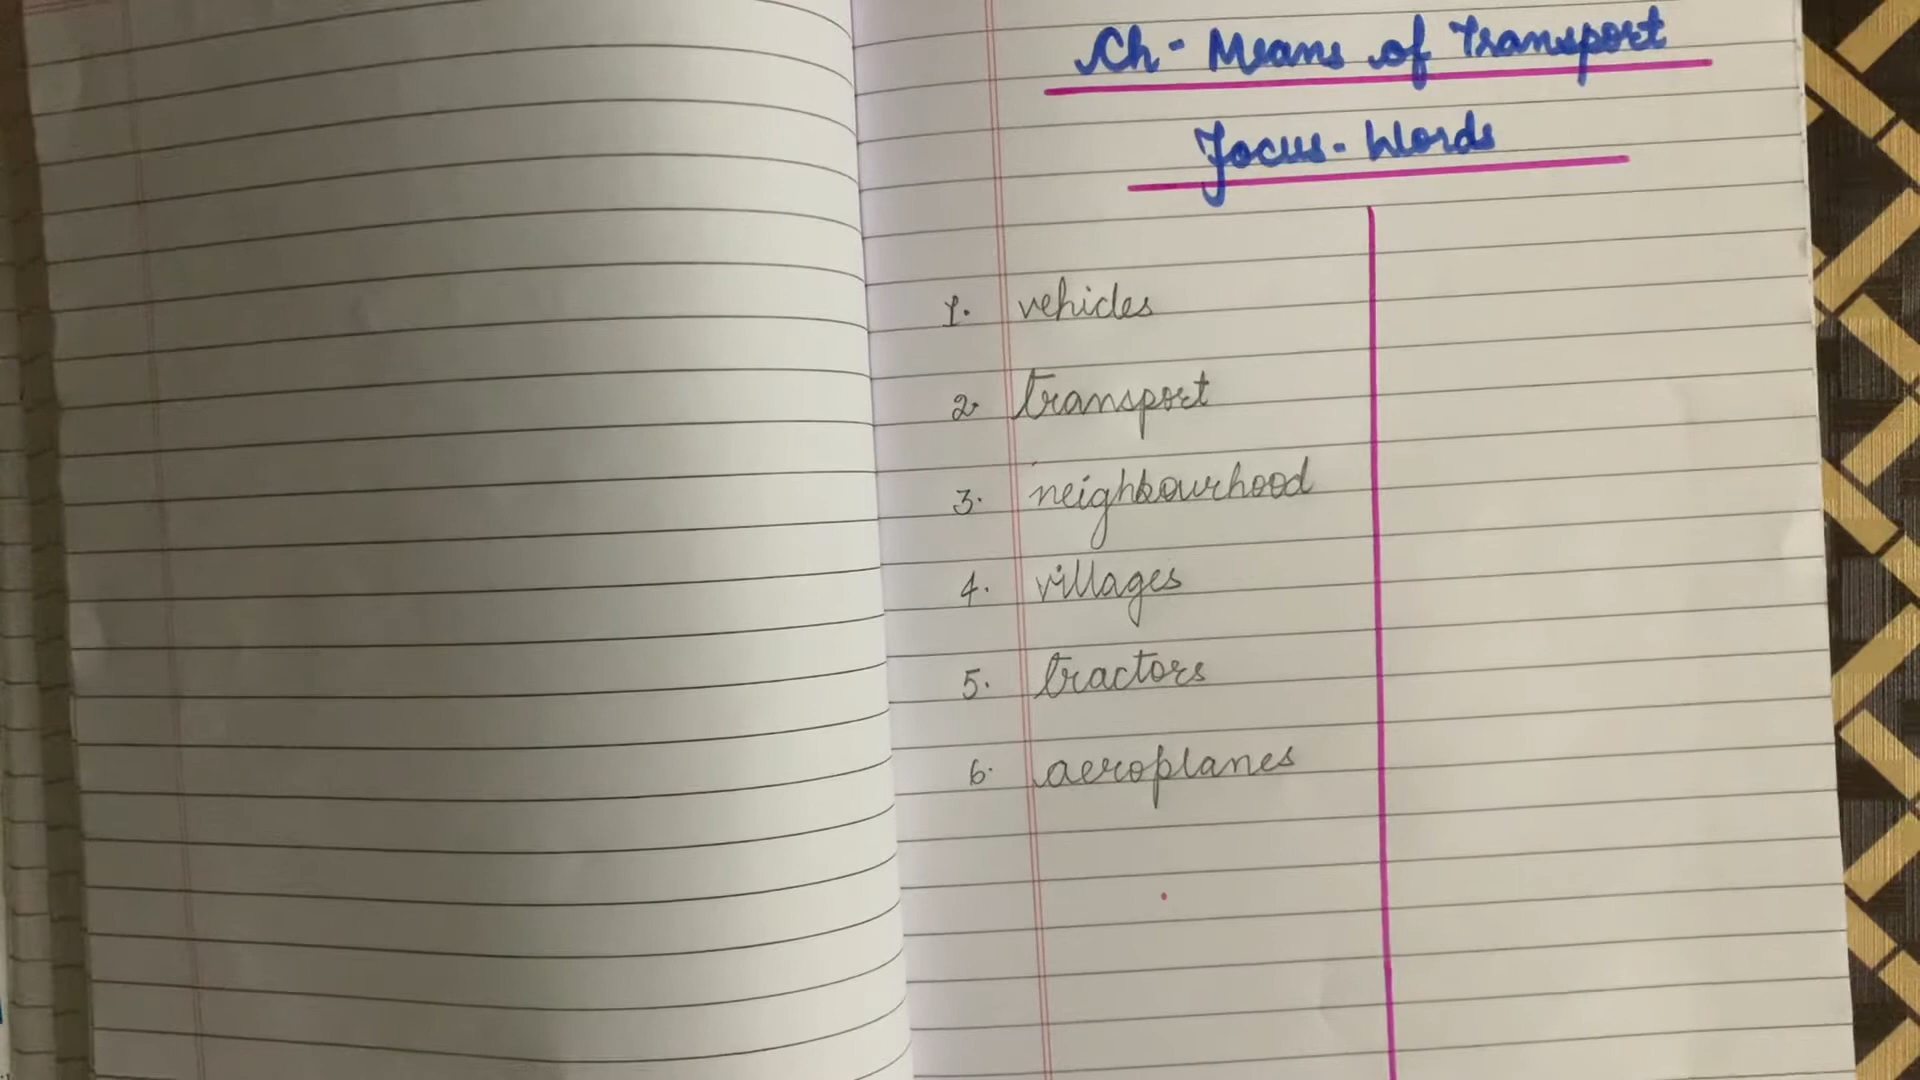 Ch - Means of Transport
Focus - Words
1. vehicles
2. transport
3. neighbourhood
4. villages
5. tractors
6. aeroplanes